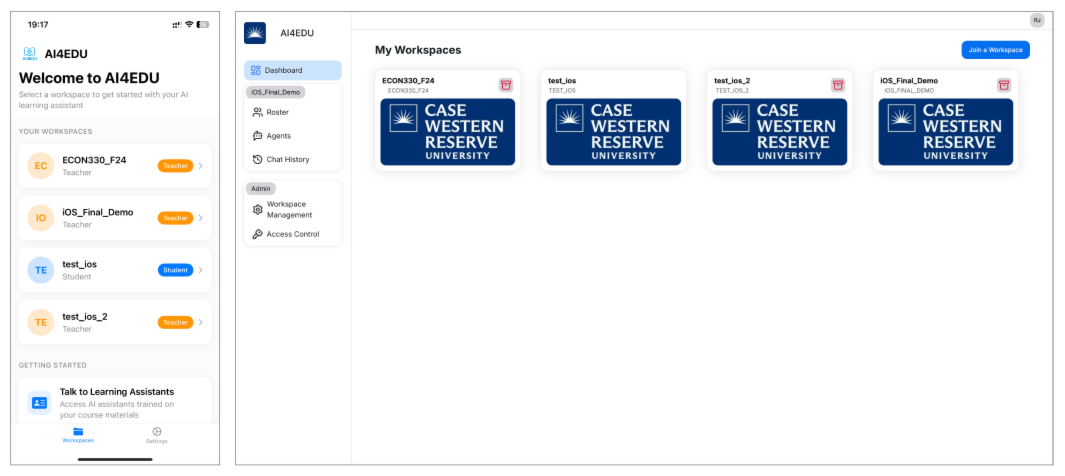 19:17
AI4EDU
AI4EDU
Welcome to AI4EDU
Select a workspace to get started with your AI
learning assistant
YOUR WORKSPACES
EC
ECON330_F24
Teacher
Teacher
IO
iOS_Final_Demo
Teacher
Teacher
TE
test_ios
Student
Student
TE
test_ios_2
Teacher
Teacher
GETTING STARTED
Talk to Learning Assistants
Access AI assistants trained on
your course materials
Workspaces
Settings
AI4EDU
Dashboard
iOS_Final_Demo
Roster
Agents
Chat History
Admin
Workspace
Management
Access Control
RJ
My Workspaces
Join a Workspace
ECON330_F24
ECON330_F24
CASE
WESTERN
RESERVE
UNIVERSITY
test_ios
TEST_IOS
CASE
WESTERN
RESERVE
UNIVERSITY
test_ios_2
TEST_IOS_2
CASE
WESTERN
RESERVE
UNIVERSITY
iOS_Final_Demo
IOS_FINAL_DEMO
CASE
WESTERN
RESERVE
UNIVERSITY